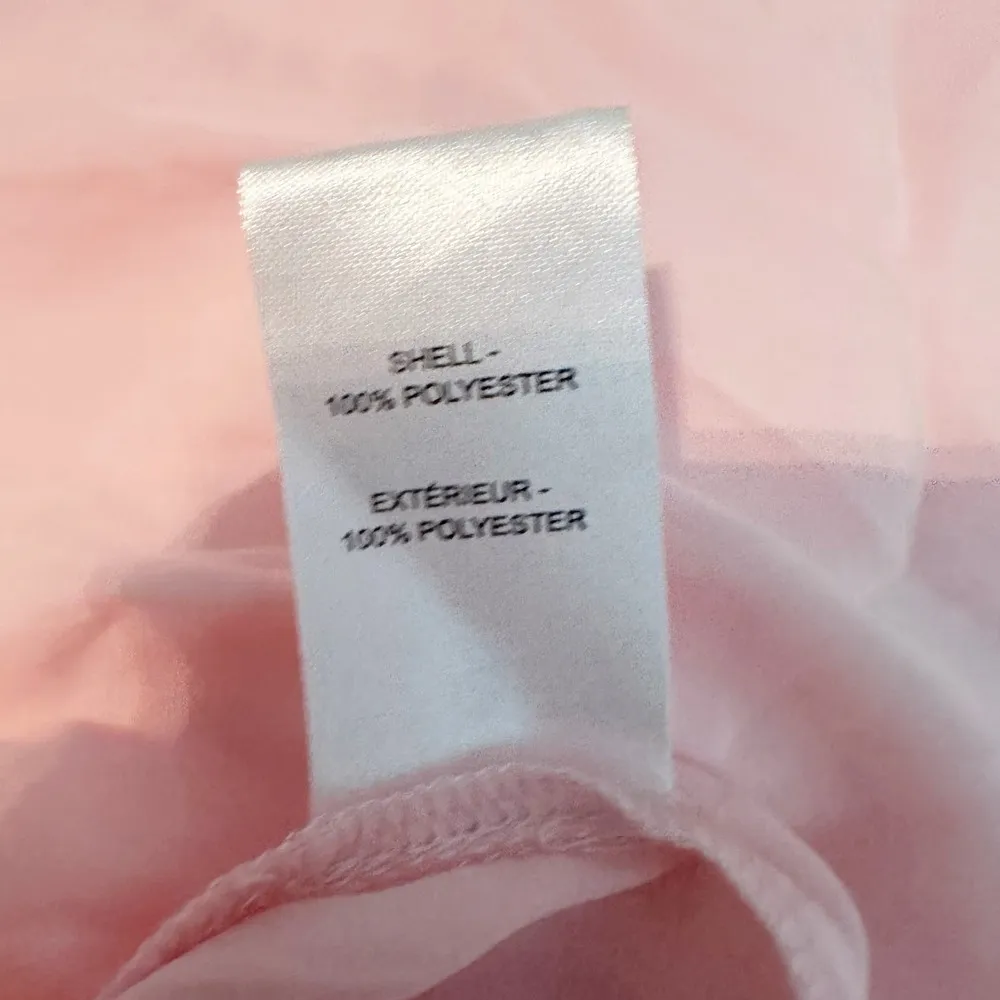 SHELL -
100% POLYESTER
EXTÉRIEUR -
100% POLYESTER